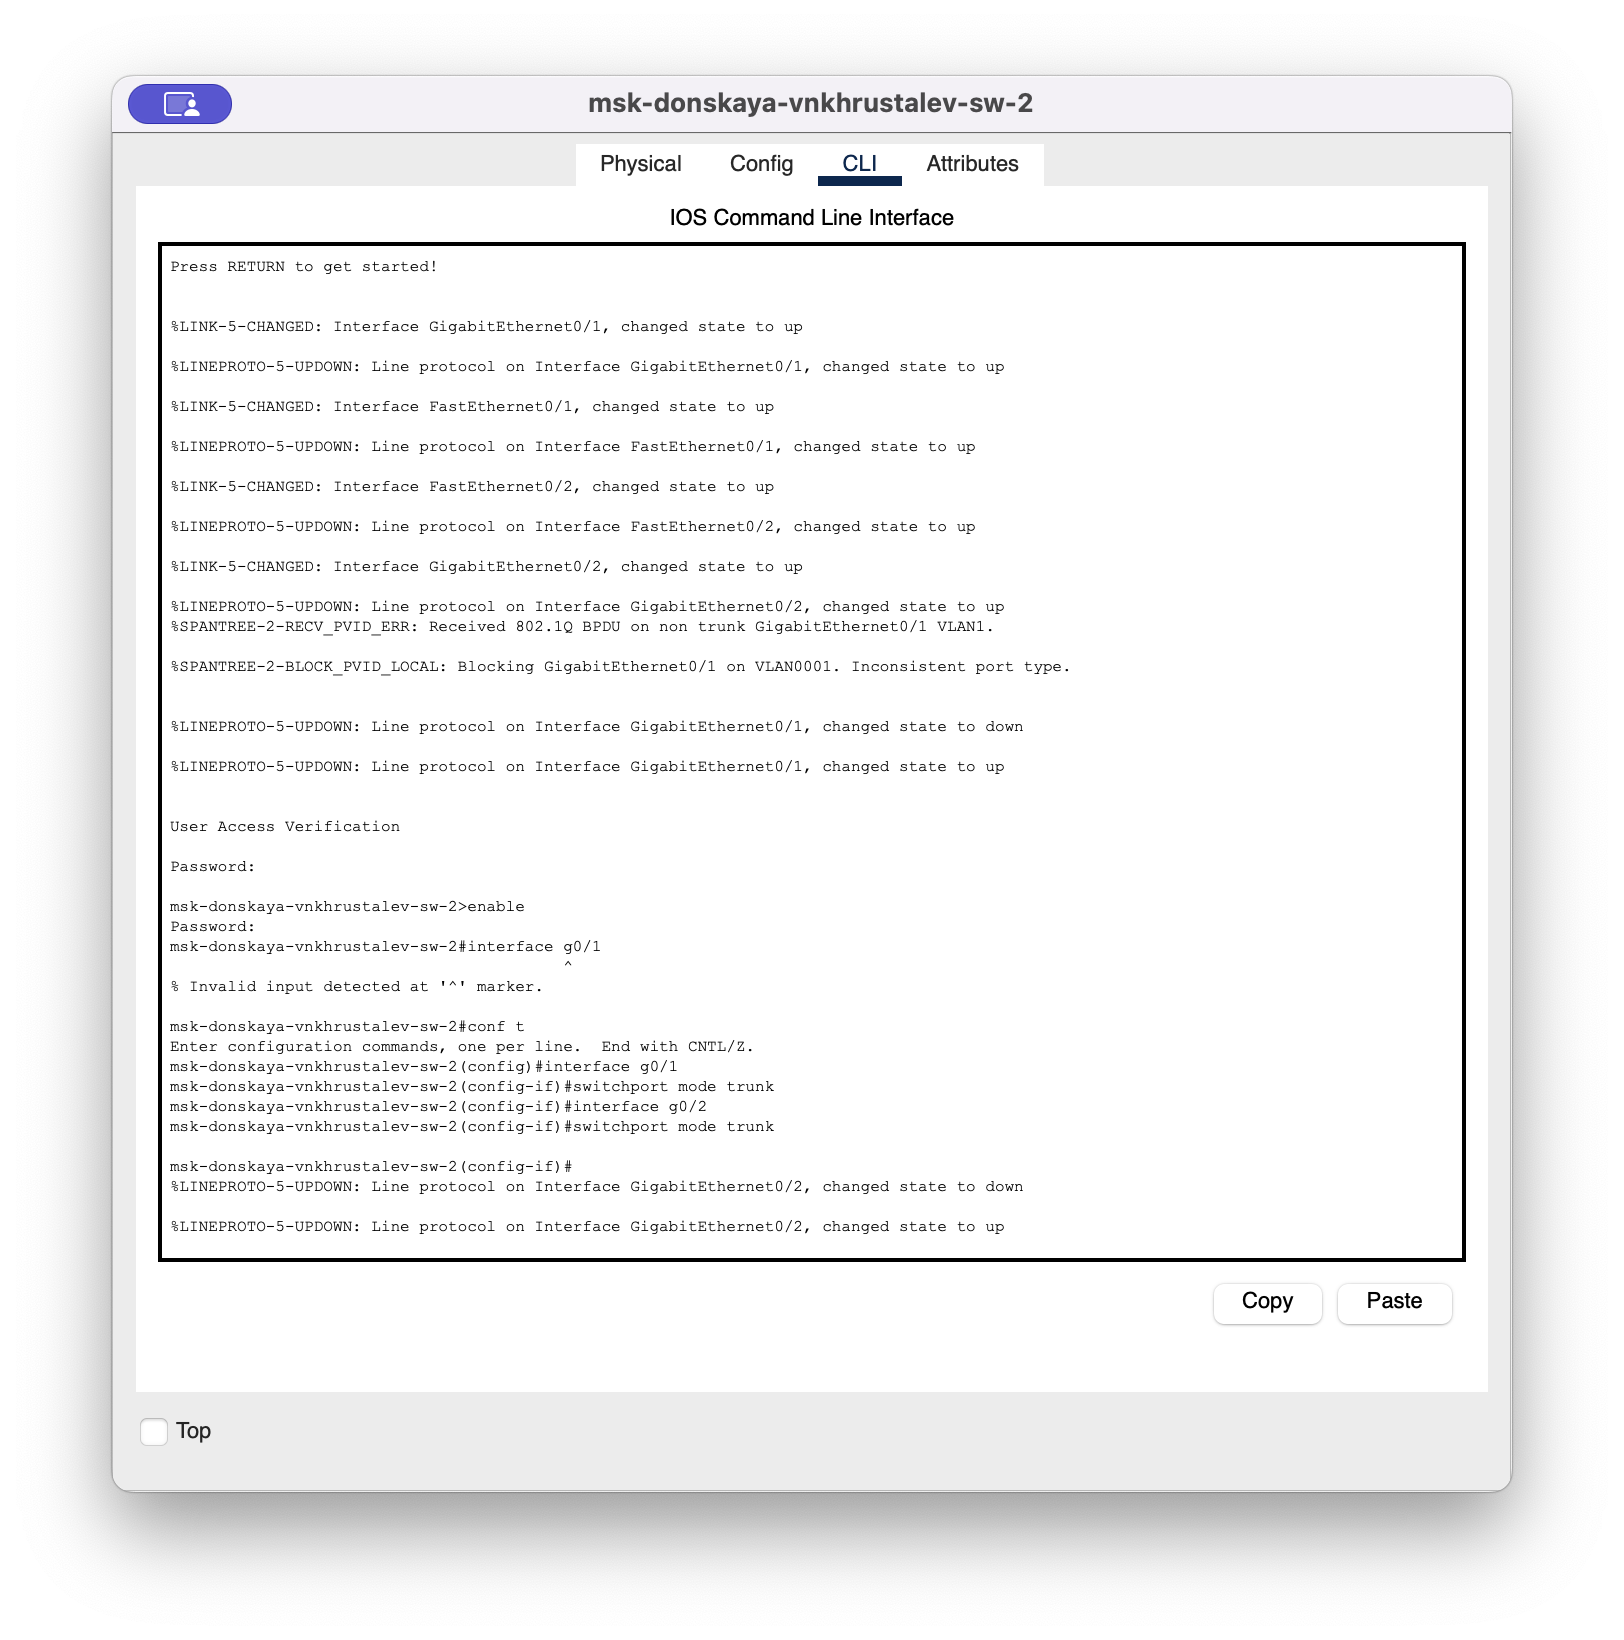 msk-donskaya-vnkhrustalev-sw-2
Physical Config CLI Attributes
IOS Command Line Interface
Press RETURN to get started!
%LINK-5-CHANGED: Interface GigabitEthernet0/1, changed state to up
%LINEPROTO-5-UPDOWN: Line protocol on Interface GigabitEthernet0/1, changed state to up
%LINK-5-CHANGED: Interface FastEthernet0/1, changed state to up
%LINEPROTO-5-UPDOWN: Line protocol on Interface FastEthernet0/1, changed state to up
%LINK-5-CHANGED: Interface FastEthernet0/2, changed state to up
%LINEPROTO-5-UPDOWN: Line protocol on Interface FastEthernet0/2, changed state to up
%LINK-5-CHANGED: Interface GigabitEthernet0/2, changed state to up
%LINEPROTO-5-UPDOWN: Line protocol on Interface GigabitEthernet0/2, changed state to up
%SPANTREE-2-RECV_PVID_ERR: Received 802.1Q BPDU on non trunk GigabitEthernet0/1 VLAN1.
%SPANTREE-2-BLOCK_PVID_LOCAL: Blocking GigabitEthernet0/1 on VLAN0001. Inconsistent port type.
%LINEPROTO-5-UPDOWN: Line protocol on Interface GigabitEthernet0/1, changed state to down
%LINEPROTO-5-UPDOWN: Line protocol on Interface GigabitEthernet0/1, changed state to up
User Access Verification
Password:
msk-donskaya-vnkhrustalev-sw-2>enable
Password:
msk-donskaya-vnkhrustalev-sw-2#interface g0/1
^
% Invalid input detected at '^' marker.
msk-donskaya-vnkhrustalev-sw-2#conf t
Enter configuration commands, one per line.  End with CNTL/Z.
msk-donskaya-vnkhrustalev-sw-2(config)#interface g0/1
msk-donskaya-vnkhrustalev-sw-2(config-if)#switchport mode trunk
msk-donskaya-vnkhrustalev-sw-2(config-if)#interface g0/2
msk-donskaya-vnkhrustalev-sw-2(config-if)#switchport mode trunk
msk-donskaya-vnkhrustalev-sw-2(config-if)#
%LINEPROTO-5-UPDOWN: Line protocol on Interface GigabitEthernet0/2, changed state to down
%LINEPROTO-5-UPDOWN: Line protocol on Interface GigabitEthernet0/2, changed state to up
Copy Paste
Top